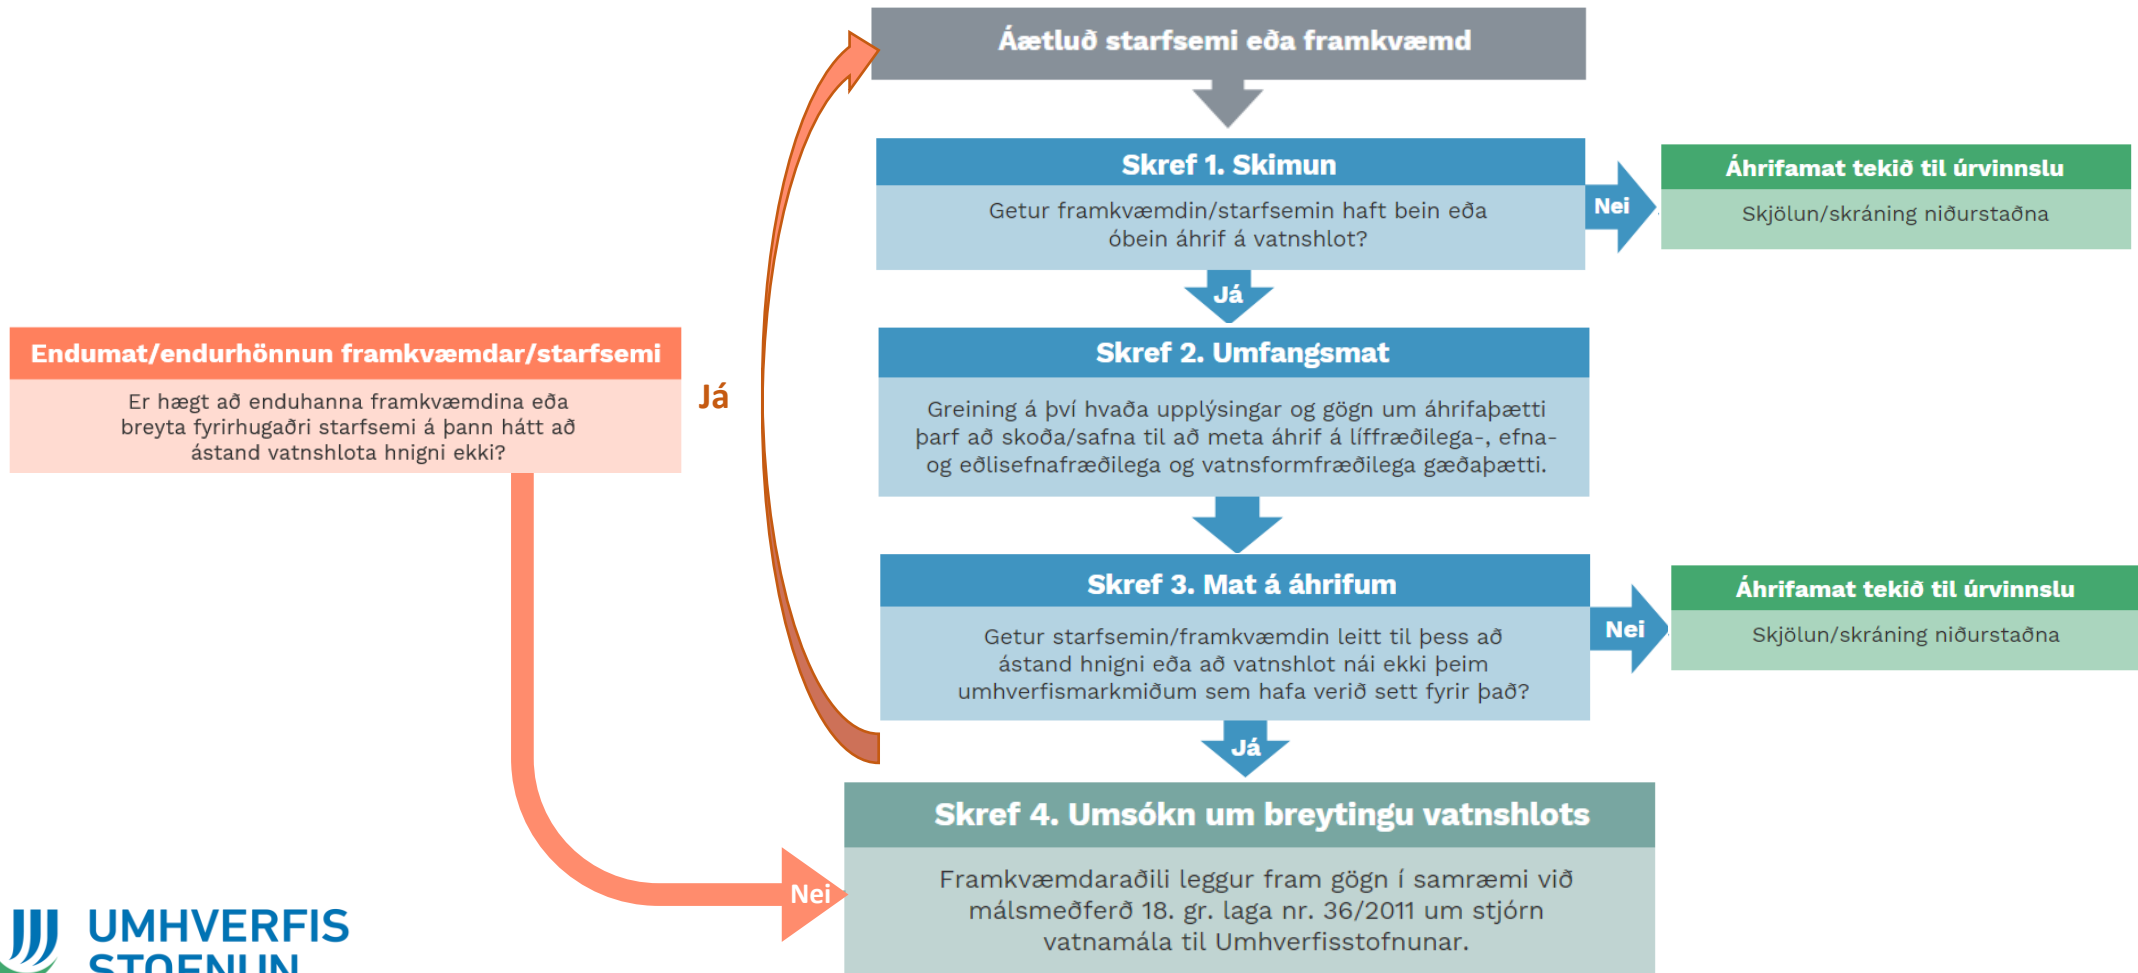 Áætluð starfsemi eða framkvæmd
Skref 1. Skimun
Getur framkvæmdin/starfsemin haft bein eða
óbein áhrif á vatnshlot?
Nei
Áhrifamat tekið til úrvinnslu
Skjölun/skráning niðurstaðna
Já
Endumat/endurhönnun framkvæmdar/starfsemi
Er hægt að enduhanna framkvæmdina eða
breyta fyrirhugaðri starfsemi á þann hátt að
ástand vatnshlota hnigni ekki?
Já
Skref 2. Umfangsmat
Greining á því hvaða upplýsingar og gögn um áhrifaþætti
þarf að skoða/safna til að meta áhrif á líffræðilega-, efna-
og eðlisefnafræðilega og vatnsformfræðilega gæðaþætti.
Skref 3. Mat á áhrifum
Getur starfsemin/framkvæmdin leitt til þess að
ástand hnigni eða að vatnshlot nái ekki þeim
umhverfismarkmiðum sem hafa verið sett fyrir það?
Nei
Áhrifamat tekið til úrvinnslu
Skjölun/skráning niðurstaðna
Já
Nei
Skref 4. Umsókn um breytingu vatnshlots
Framkvæmdaraðili leggur fram gögn í samræmi við
málsmeðferð 18. gr. laga nr. 36/2011 um stjórn
vatnamála til Umhverfisstofnunar.
UMHVERFIS
STOFNUN